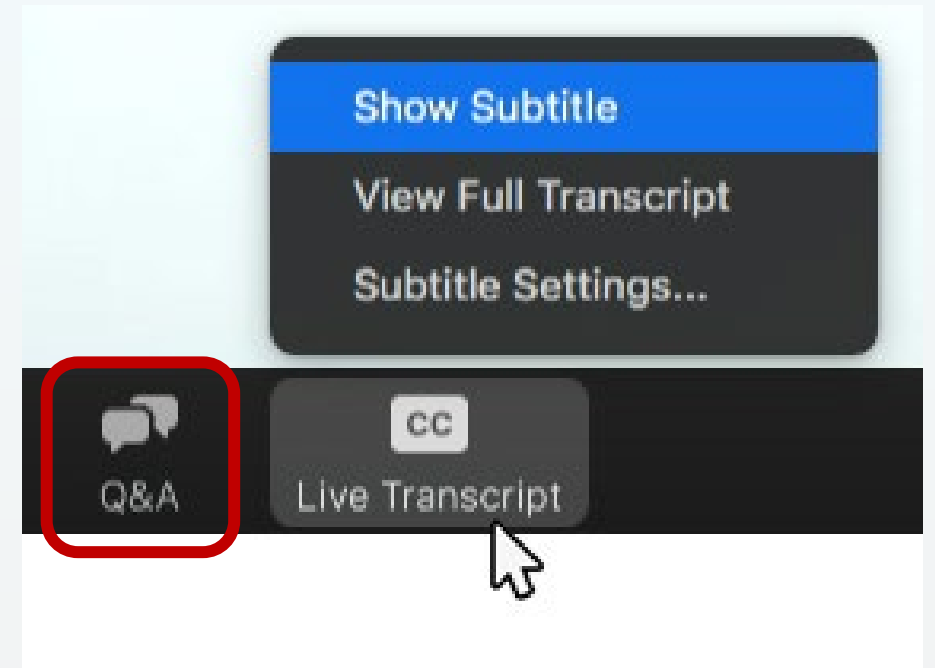 Show Subtitle
View Full Transcript
Subtitle Settings...
CC
Q&A
Live Transcript